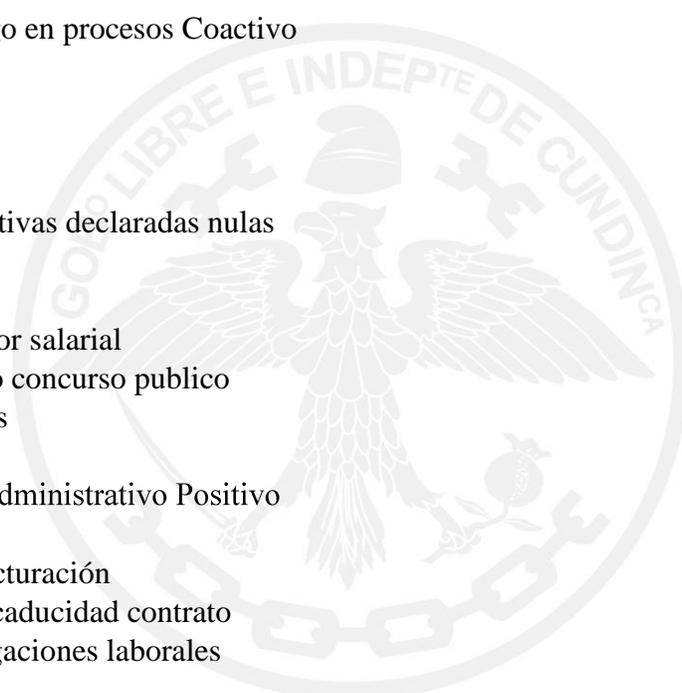 o en procesos Coactivo
GOBº LIBRE E INDEPTE DE CUNDINCA
tivas declaradas nulas
or salarial
o concurso publico
s
dministrativo Positivo
cturación
caducidad contrato
gaciones laborales